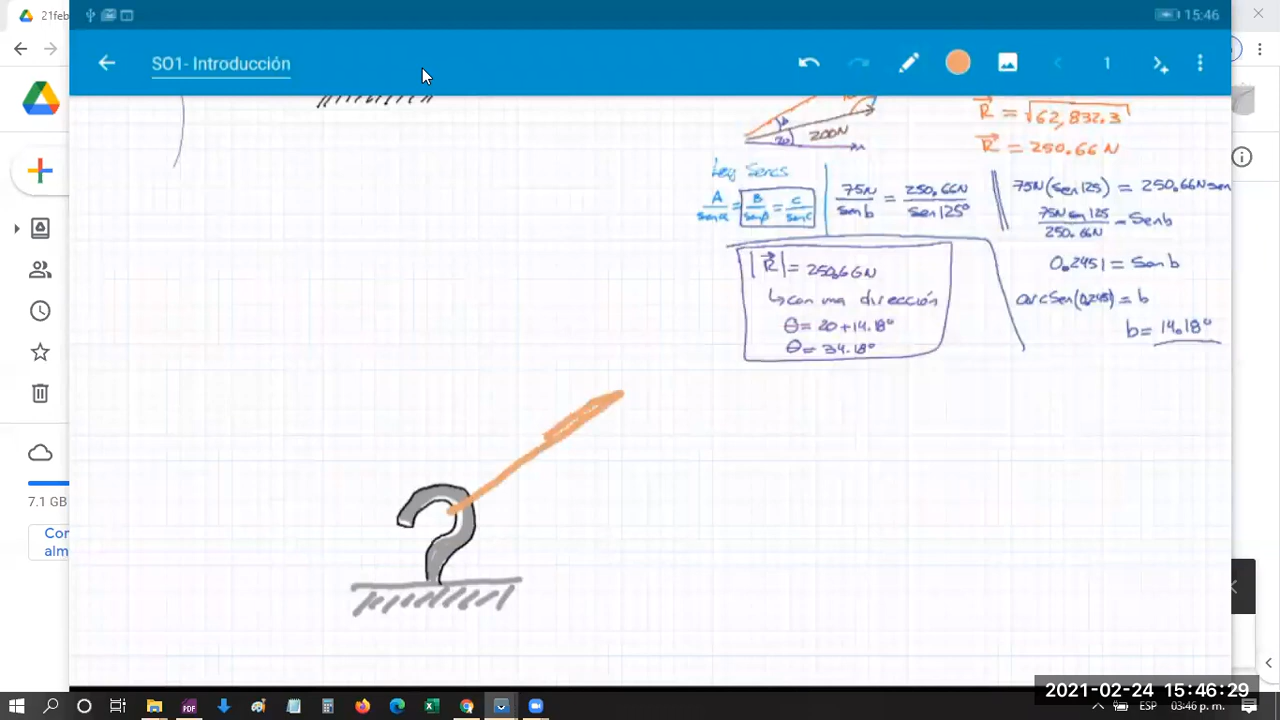 21feb
15:46
SO1- Introducción
1
7.1 GB
Com
alm
200N
20
b
R = √62,832.3
R = 250.66 N
Ley Senos
A/senα = B/senβ = C/senC
75N/sen b = 250.66N/sen 125°
75N(sen 125) = 250.66N sen
75N sen 125/250.66N = Sen b
0.2451 = Sen b
arcSen(0.245) = b
b = 14.18°
|R| = 250.66N
↳ con una dirección
θ = 20 + 14.18°
θ = 34.18°
2021-02-24 15:46:29
ESP 03:46 p. m.